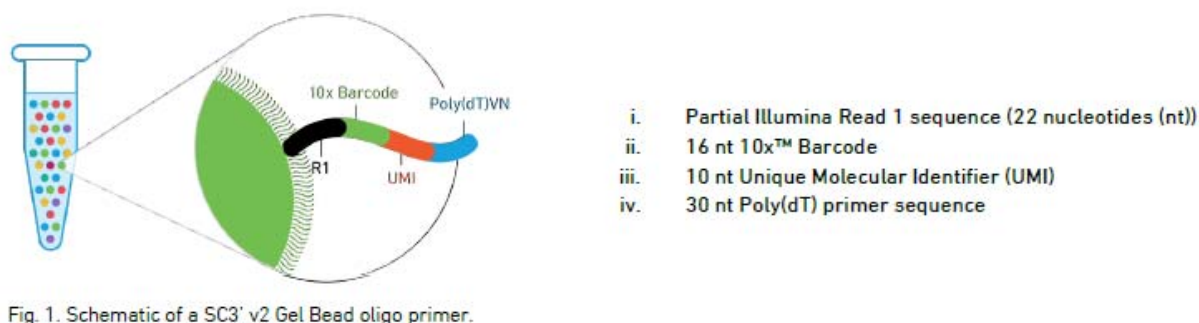 10x Barcode
Poly(dT)VN
R1
UMI
i. Partial Illumina Read 1 sequence (22 nucleotides (nt))
ii. 16 nt 10x™ Barcode
iii. 10 nt Unique Molecular Identifier (UMI)
iv. 30 nt Poly(dT) primer sequence
Fig. 1. Schematic of a SC3' v2 Gel Bead oligo primer.